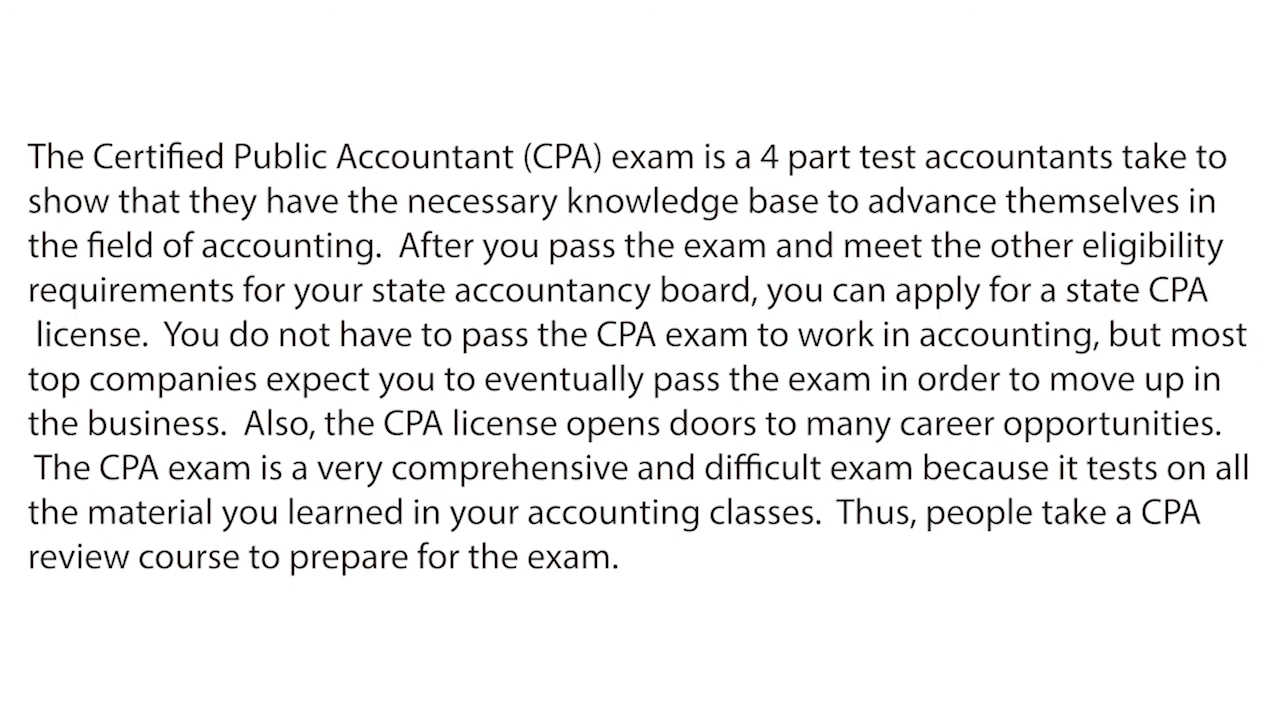 The Certified Public Accountant (CPA) exam is a 4 part test accountants take to
show that they have the necessary knowledge base to advance themselves in
the field of accounting.  After you pass the exam and meet the other eligibility
requirements for your state accountancy board, you can apply for a state CPA
license.  You do not have to pass the CPA exam to work in accounting, but most
top companies expect you to eventually pass the exam in order to move up in
the business.  Also, the CPA license opens doors to many career opportunities.
The CPA exam is a very comprehensive and difficult exam because it tests on all
the material you learned in your accounting classes.  Thus, people take a CPA
review course to prepare for the exam.